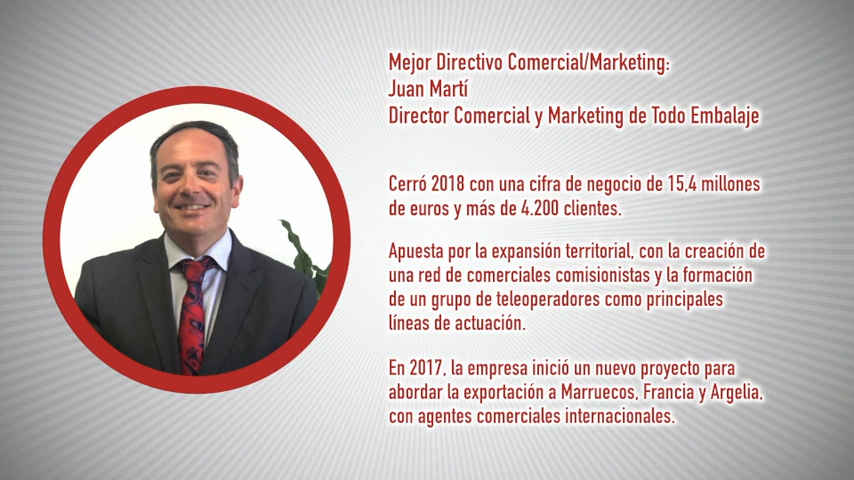 Mejor Directivo Comercial/Marketing:
Juan Martí
Director Comercial y Marketing de Todo Embalaje
Cerró 2018 con una cifra de negocio de 15,4 millones
de euros y más de 4.200 clientes.
Apuesta por la expansión territorial, con la creación de
una red de comerciales comisionistas y la formación
de un grupo de teleoperadores como principales
líneas de actuación.
En 2017, la empresa inició un nuevo proyecto para
abordar la exportación a Marruecos, Francia y Argelia,
con agentes comerciales internacionales.